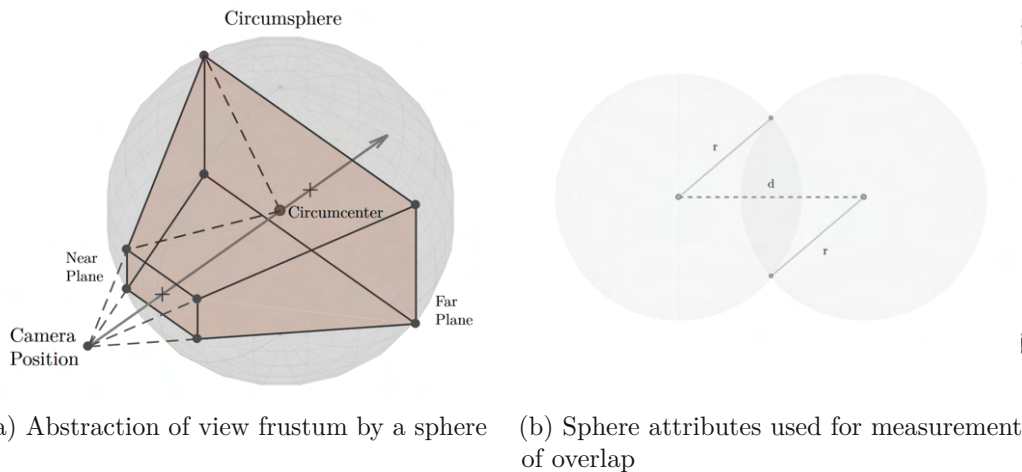 Circumsphere
Circumcenter
Near
Plane
Far
Plane
Camera
Position
r
d
r
) Abstraction of view frustum by a sphere
(b) Sphere attributes used for measurement
of overlap